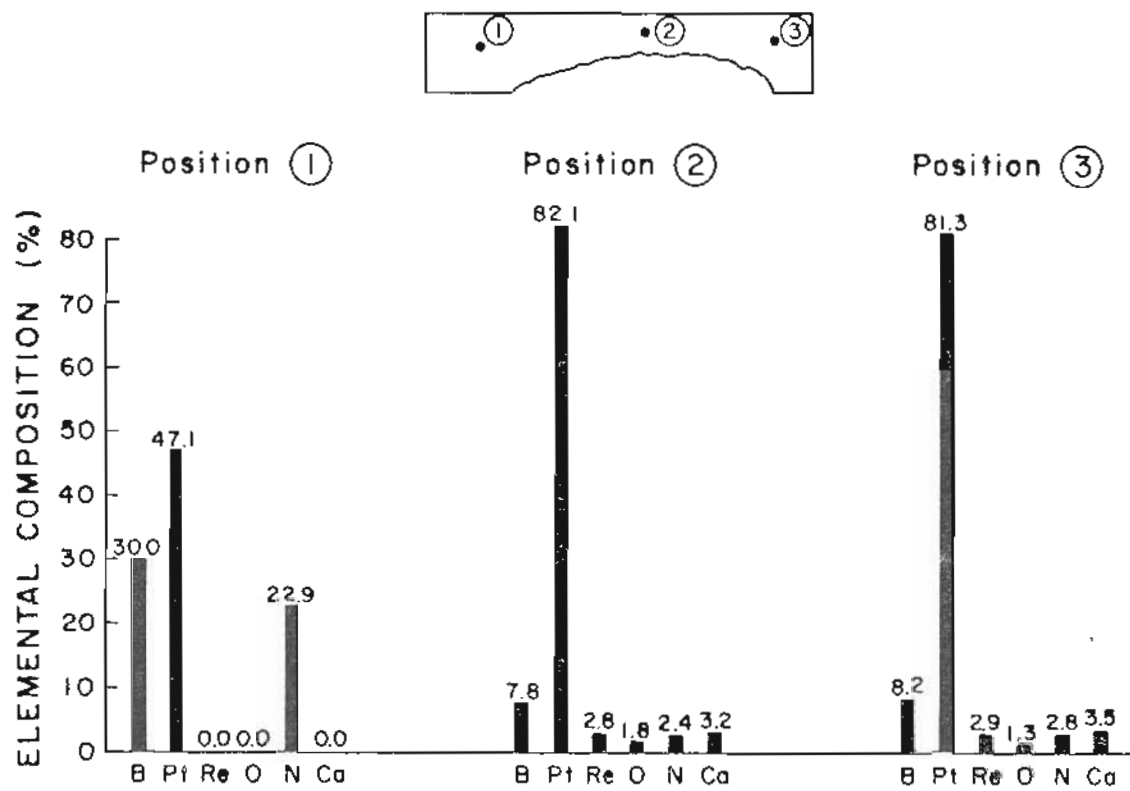 ① ② ③
Position ① Position ② Position ③
ELEMENTAL COMPOSITION (%)
80
70
60
50
40
30
20
10
0
30.0 47.1 0.0 0.0 22.9 0.0
B Pt Re O N Ca
7.8 82.1 2.8 1.8 2.4 3.2
B Pt Re O N Ca
8.2 81.3 2.9 1.3 2.8 3.5
B Pt Re O N Ca